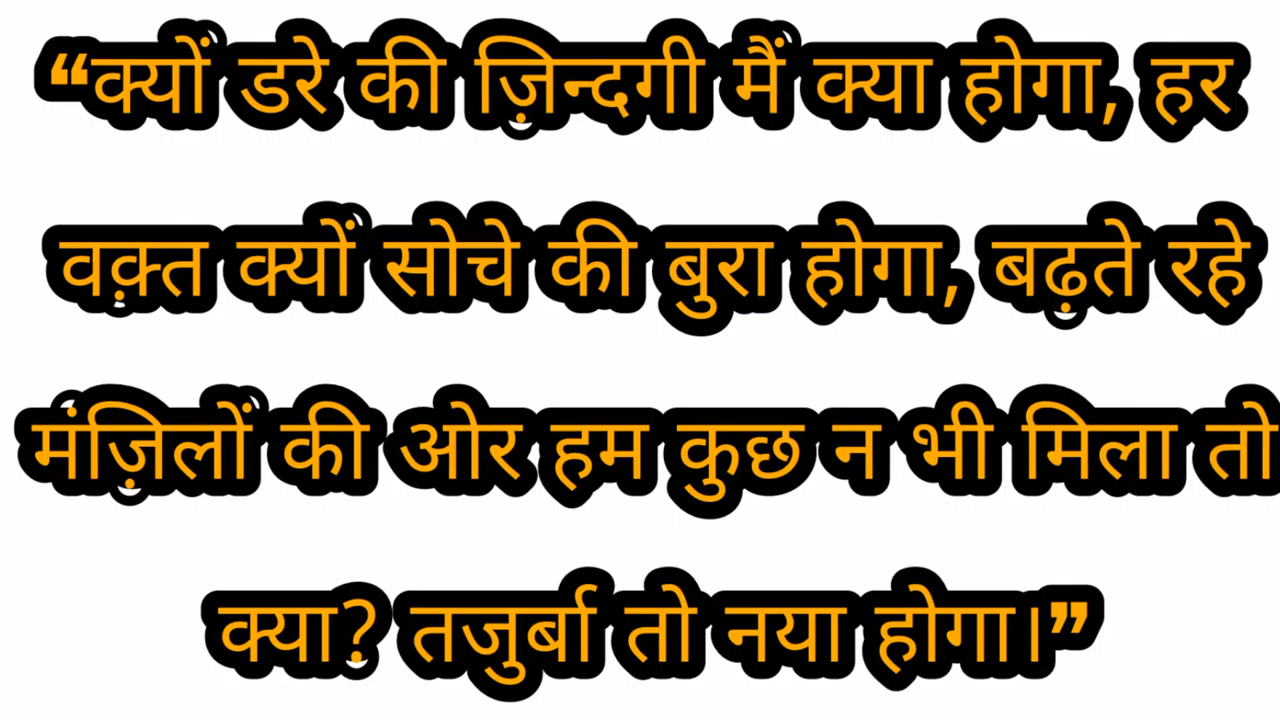 “क्यों डरे की ज़िन्दगी मैं क्या होगा, हर
वक़्त क्यों सोचे की बुरा होगा, बढ़ते रहे
मंज़िलों की ओर हम कुछ न भी मिला तो
क्या? तजुर्बा तो नया होगा।”